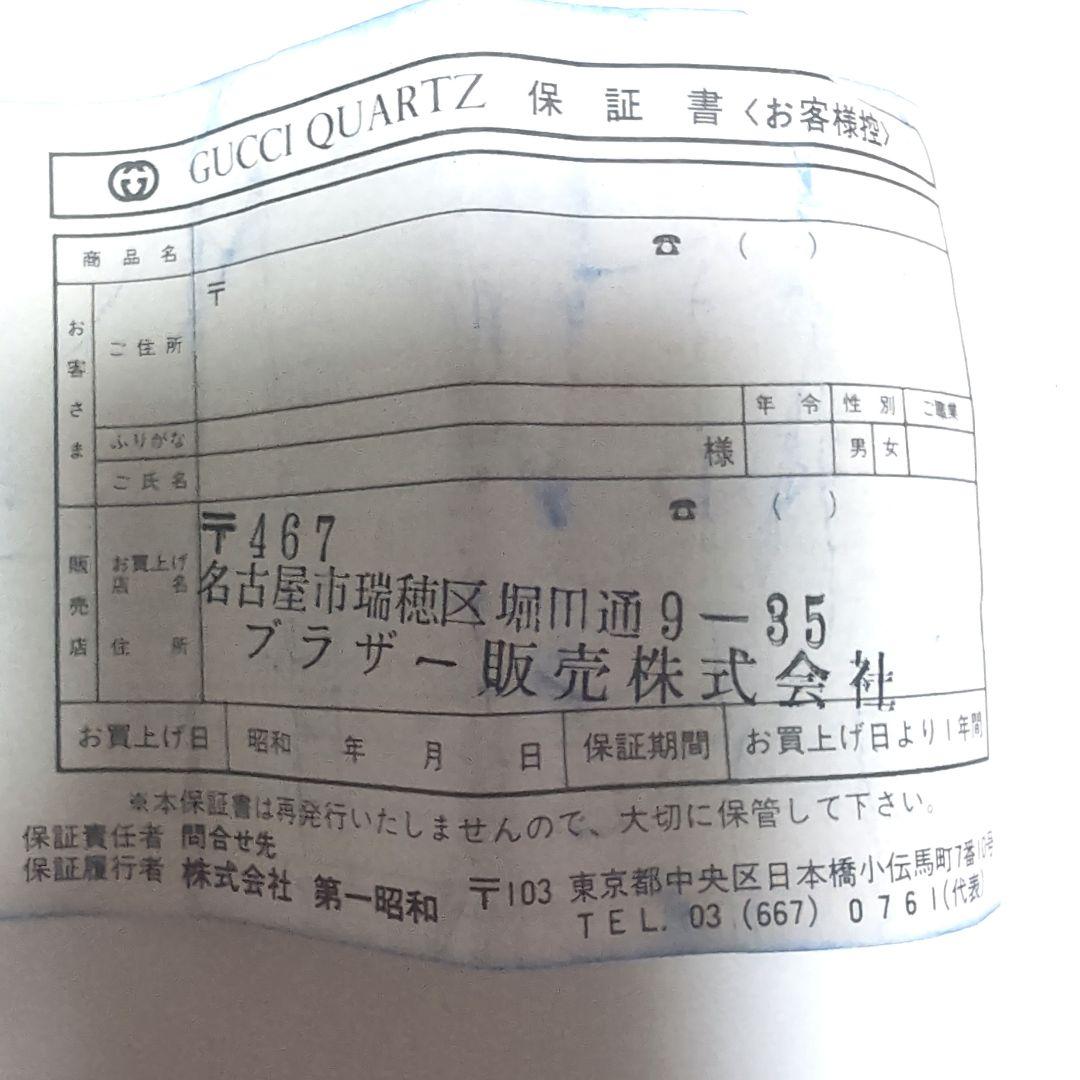 GUCCI QUARTZ 保証書〈お客様控〉
商品名 ☎ ( )
お客さま
ご住所 〒
年令 性別 ご職業
ふりがな
ご氏名 様 男 女
販売店
お買上げ店名
住所
☎ ( )
〒467
名古屋市瑞穂区堀田通9-35
ブラザー販売株式会社
お買上げ日 昭和 年 月 日 保証期間 お買上げ日より1年間
※本保証書は再発行いたしませんので、大切に保管して下さい。
保証責任者 問合せ先
保証履行者 株式会社 第一昭和 〒103 東京都中央区日本橋小伝馬町7番10号
TEL. 03 (667) 0761(代表)